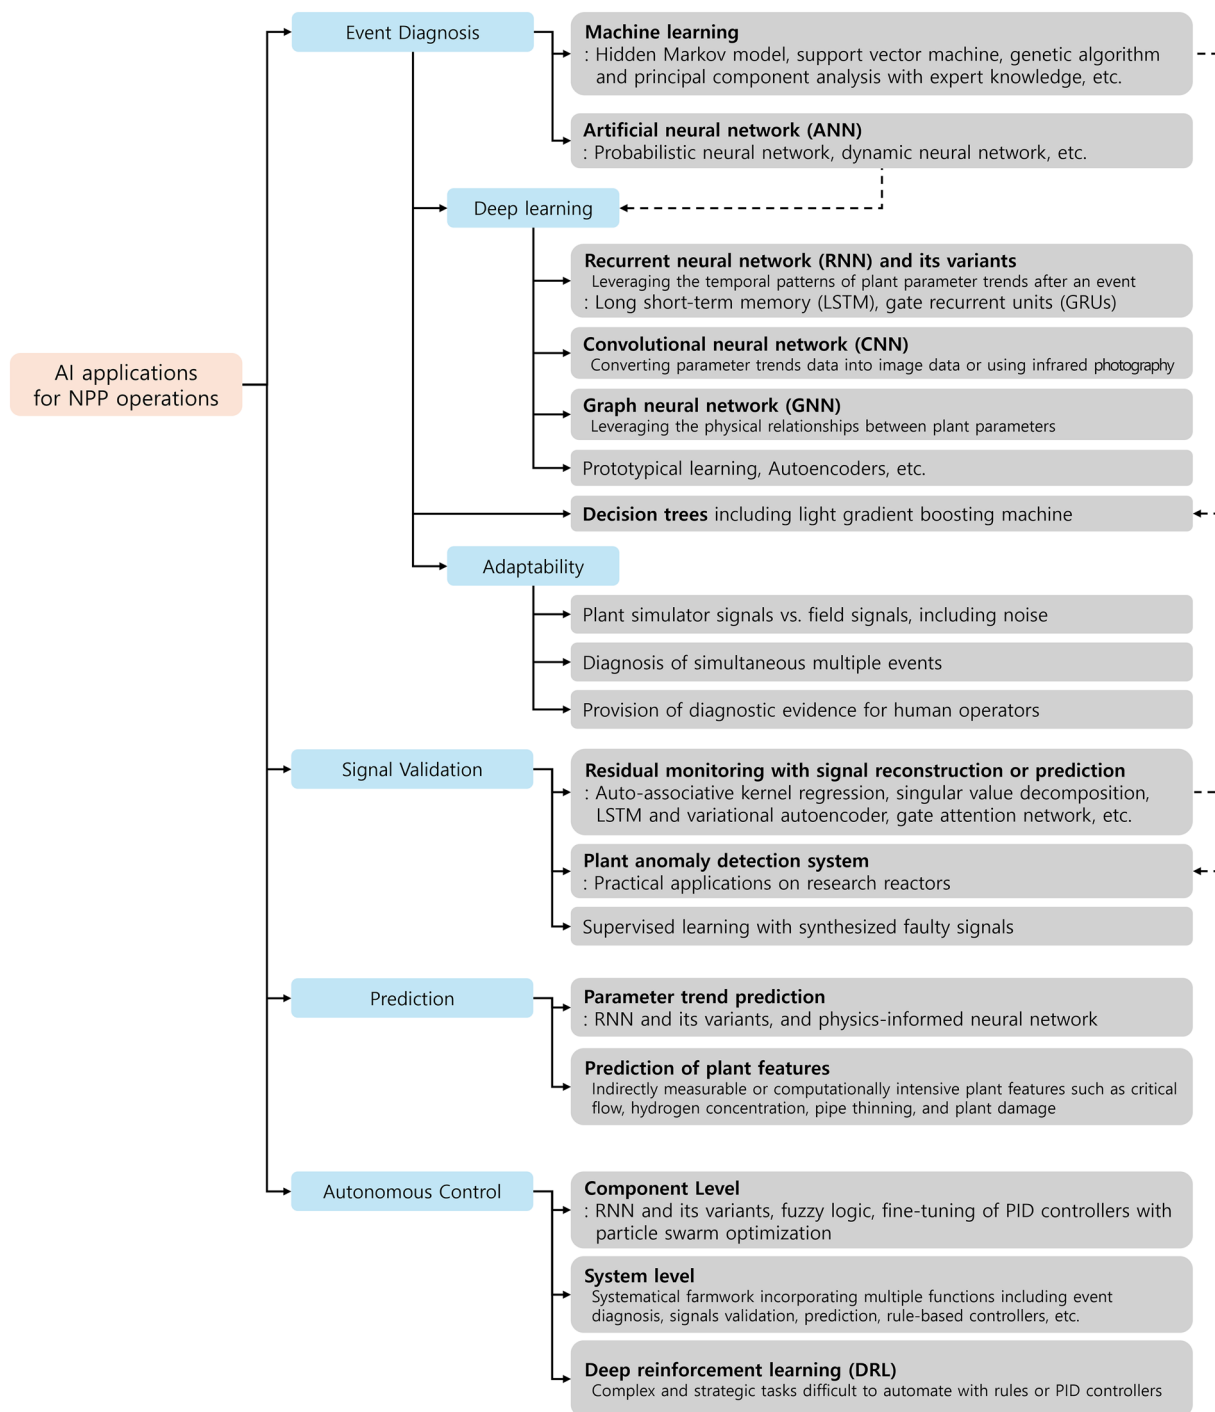 Event Diagnosis
Machine learning
: Hidden Markov model, support vector machine, genetic algorithm
and principal component analysis with expert knowledge, etc.
Artificial neural network (ANN)
: Probabilistic neural network, dynamic neural network, etc.
Deep learning
Recurrent neural network (RNN) and its variants
Leveraging the temporal patterns of plant parameter trends after an event
: Long short-term memory (LSTM), gate recurrent units (GRUs)
Convolutional neural network (CNN)
Converting parameter trends data into image data or using infrared photography
AI applications
for NPP operations
Graph neural network (GNN)
Leveraging the physical relationships between plant parameters
Prototypical learning, Autoencoders, etc.
Decision trees including light gradient boosting machine
Adaptability
Plant simulator signals vs. field signals, including noise
Diagnosis of simultaneous multiple events
Provision of diagnostic evidence for human operators
Signal Validation
Residual monitoring with signal reconstruction or prediction
: Auto-associative kernel regression, singular value decomposition,
LSTM and variational autoencoder, gate attention network, etc.
Plant anomaly detection system
: Practical applications on research reactors
Supervised learning with synthesized faulty signals
Prediction
Parameter trend prediction
: RNN and its variants, and physics-informed neural network
Prediction of plant features
Indirectly measurable or computationally intensive plant features such as critical
flow, hydrogen concentration, pipe thinning, and plant damage
Autonomous Control
Component Level
: RNN and its variants, fuzzy logic, fine-tuning of PID controllers with
particle swarm optimization
System level
Systematical farmwork incorporating multiple functions including event
diagnosis, signals validation, prediction, rule-based controllers, etc.
Deep reinforcement learning (DRL)
Complex and strategic tasks difficult to automate with rules or PID controllers